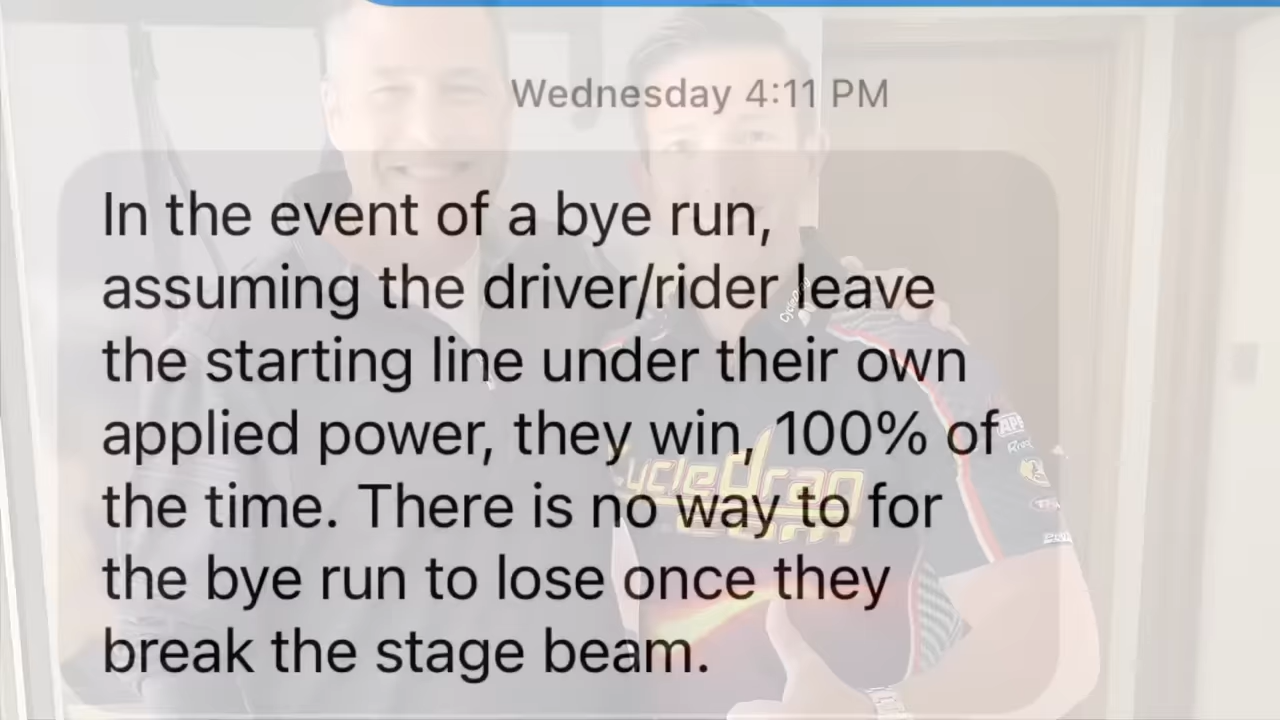 Wednesday 4:11 PM
In the event of a bye run,
assuming the driver/rider leave
the starting line under their own
applied power, they win, 100% of
the time. There is no way to for
the bye run to lose once they
break the stage beam.
CycleDrag
.com